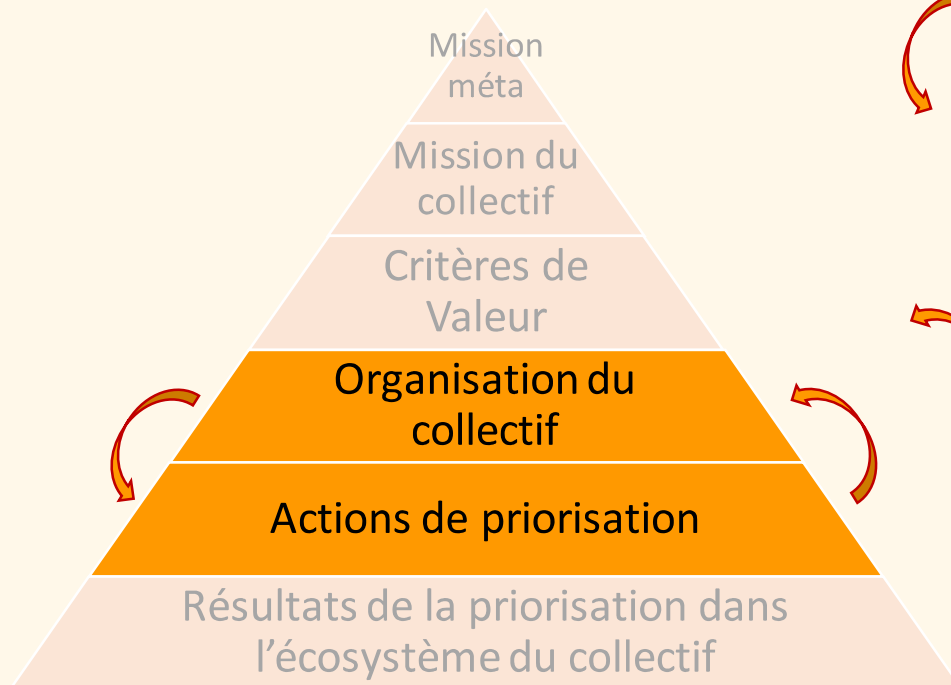 Mission
méta
Mission du
collectif
Critères de
Valeur
Organisation du
collectif
Actions de priorisation
Résultats de la priorisation dans
l’écosystème du collectif